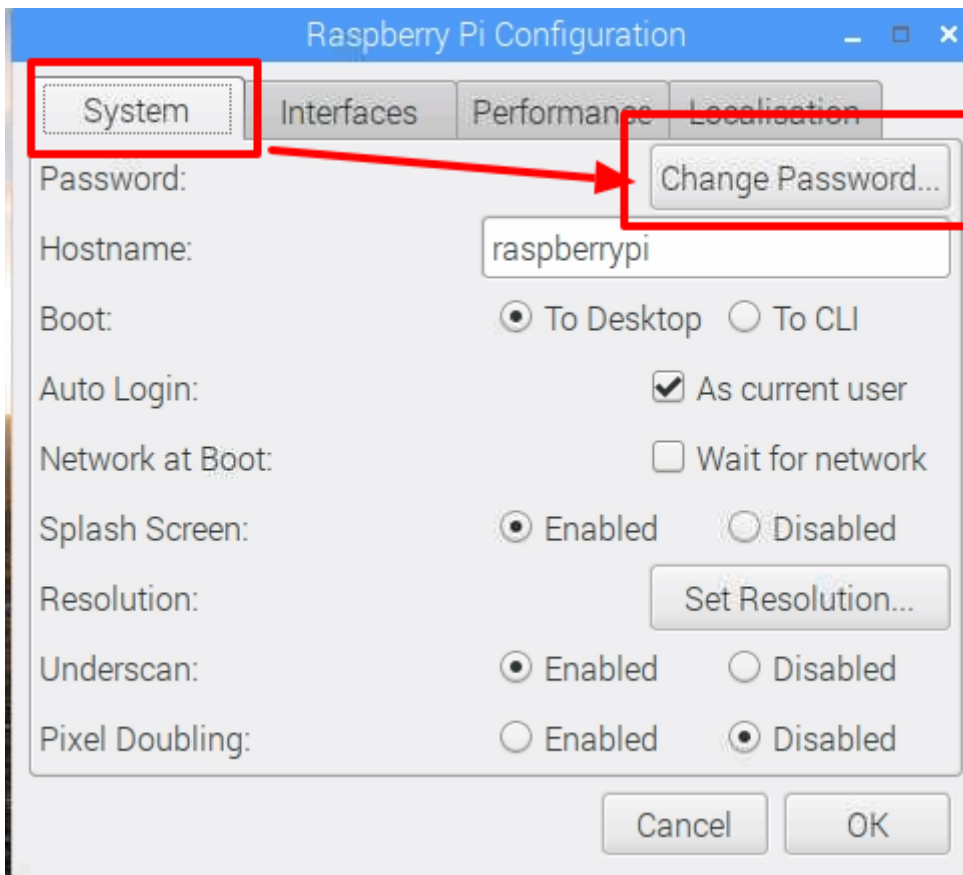 Raspberry Pi Configuration
System Interfaces Performance Localisation
Password: Change Password...
Hostname: raspberrypi
Boot: To Desktop To CLI
Auto Login: As current user
Network at Boot: Wait for network
Splash Screen: Enabled Disabled
Resolution: Set Resolution...
Underscan: Enabled Disabled
Pixel Doubling: Enabled Disabled
Cancel OK